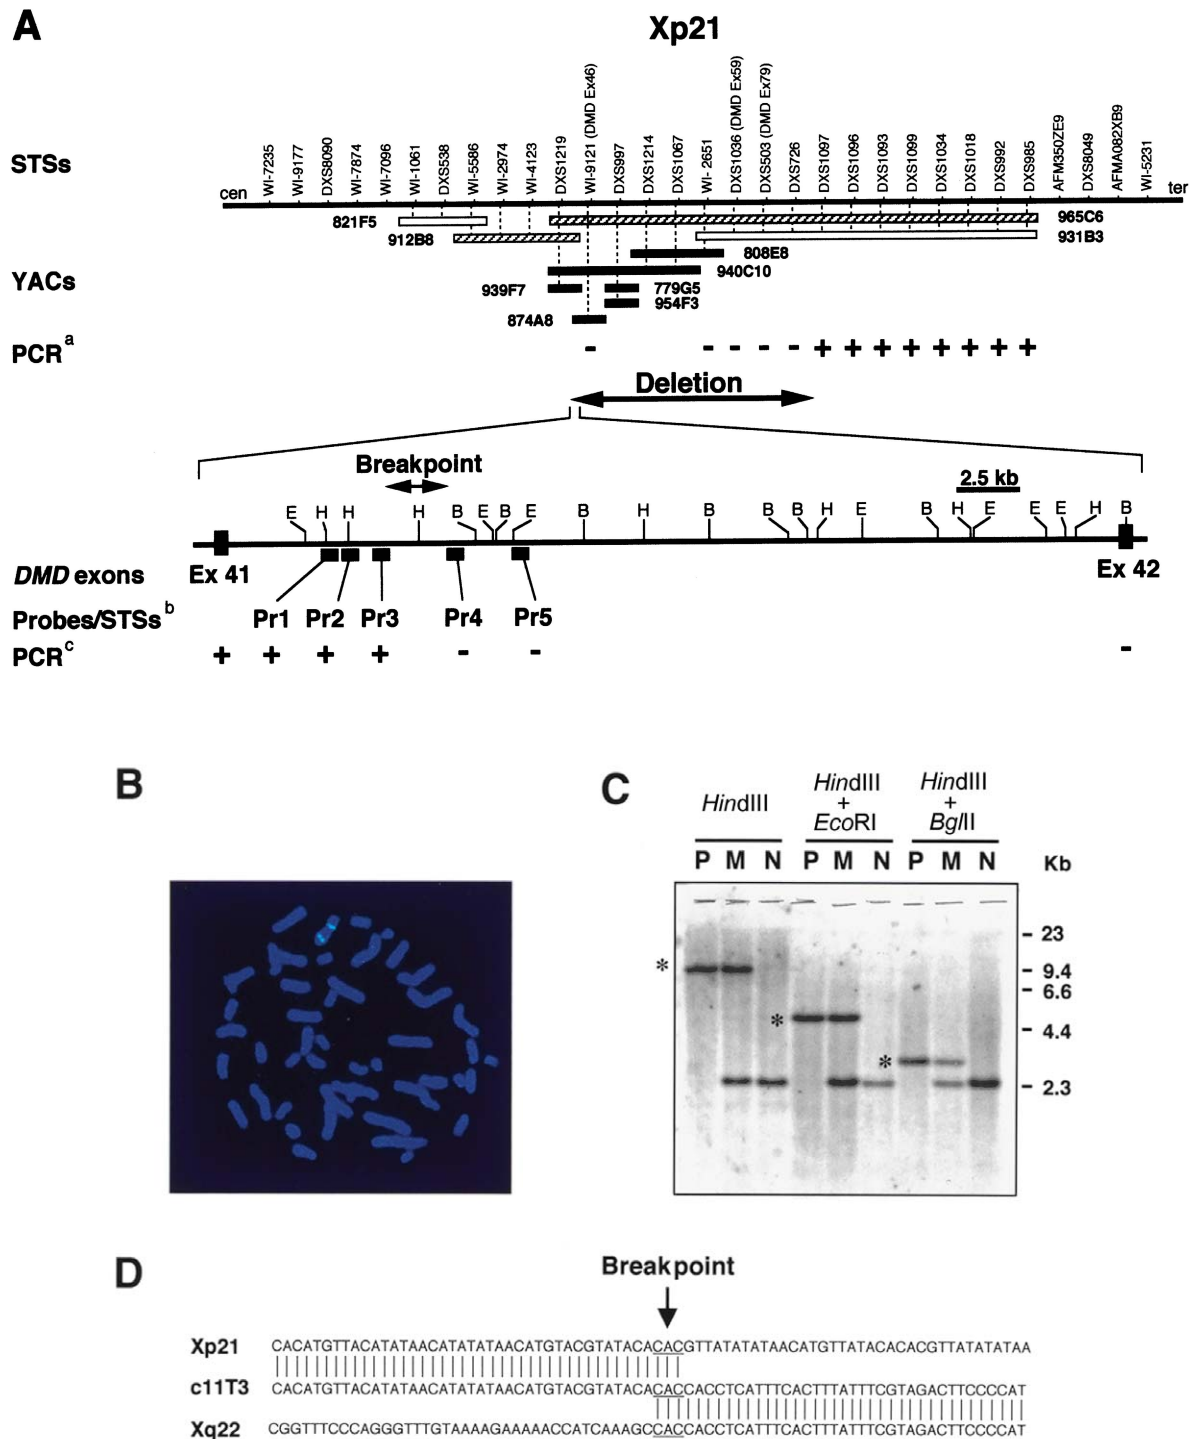 A
Xp21
STSs
cen
WI-7235
WI-9177
DXS8090
WI-7874
WI-7096
WI-1061
DXS538
WI-5586
WI-2974
WI-4123
DXS1219
WI-9121 (DMD Ex46)
DXS997
DXS1214
DXS1067
WI- 2651
DXS1036 (DMD Ex59)
DXS503 (DMD Ex79)
DXS726
DXS1097
DXS1096
DXS1093
DXS1099
DXS1034
DXS1018
DXS992
DXS985
AFM350ZE9
DXS8049
AFMA082XB9
WI-5231
ter
821F5
965C6
912B8
931B3
808E8
YACs
940C10
939F7
779G5
954F3
874A8
PCR a
- - - - - + + + + + + + +
Deletion
Breakpoint
2.5 kb
E H H H B E B E B H B B B H E B H E E E H B
DMD exons
Ex 41
Ex 42
Probes/STSs b
Pr1 Pr2 Pr3 Pr4 Pr5
PCR c
+ + + + - - -
B
C
HindIII
HindIII + EcoRI
HindIII + BglII
P M N P M N P M N
Kb
- 23
* - 9.4
- 6.6
* - 4.4
*
- 2.3
D
Breakpoint
Xp21 CACATGTTACATATAACATATATAACATGTACGTATACACACGTTATATATAACATGTTATACACACGTTATATATAA
c11T3 CACATGTTACATATAACATATATAACATGTACGTATACACACCACCTCATTTCACTTTATTTCGTAGACTTCCCCAT
Xq22 CGGTTTCCCAGGGTTTGTAAAAGAAAAACCATCAAAGCCACCACCTCATTTCACTTTATTTCGTAGACTTCCCCAT